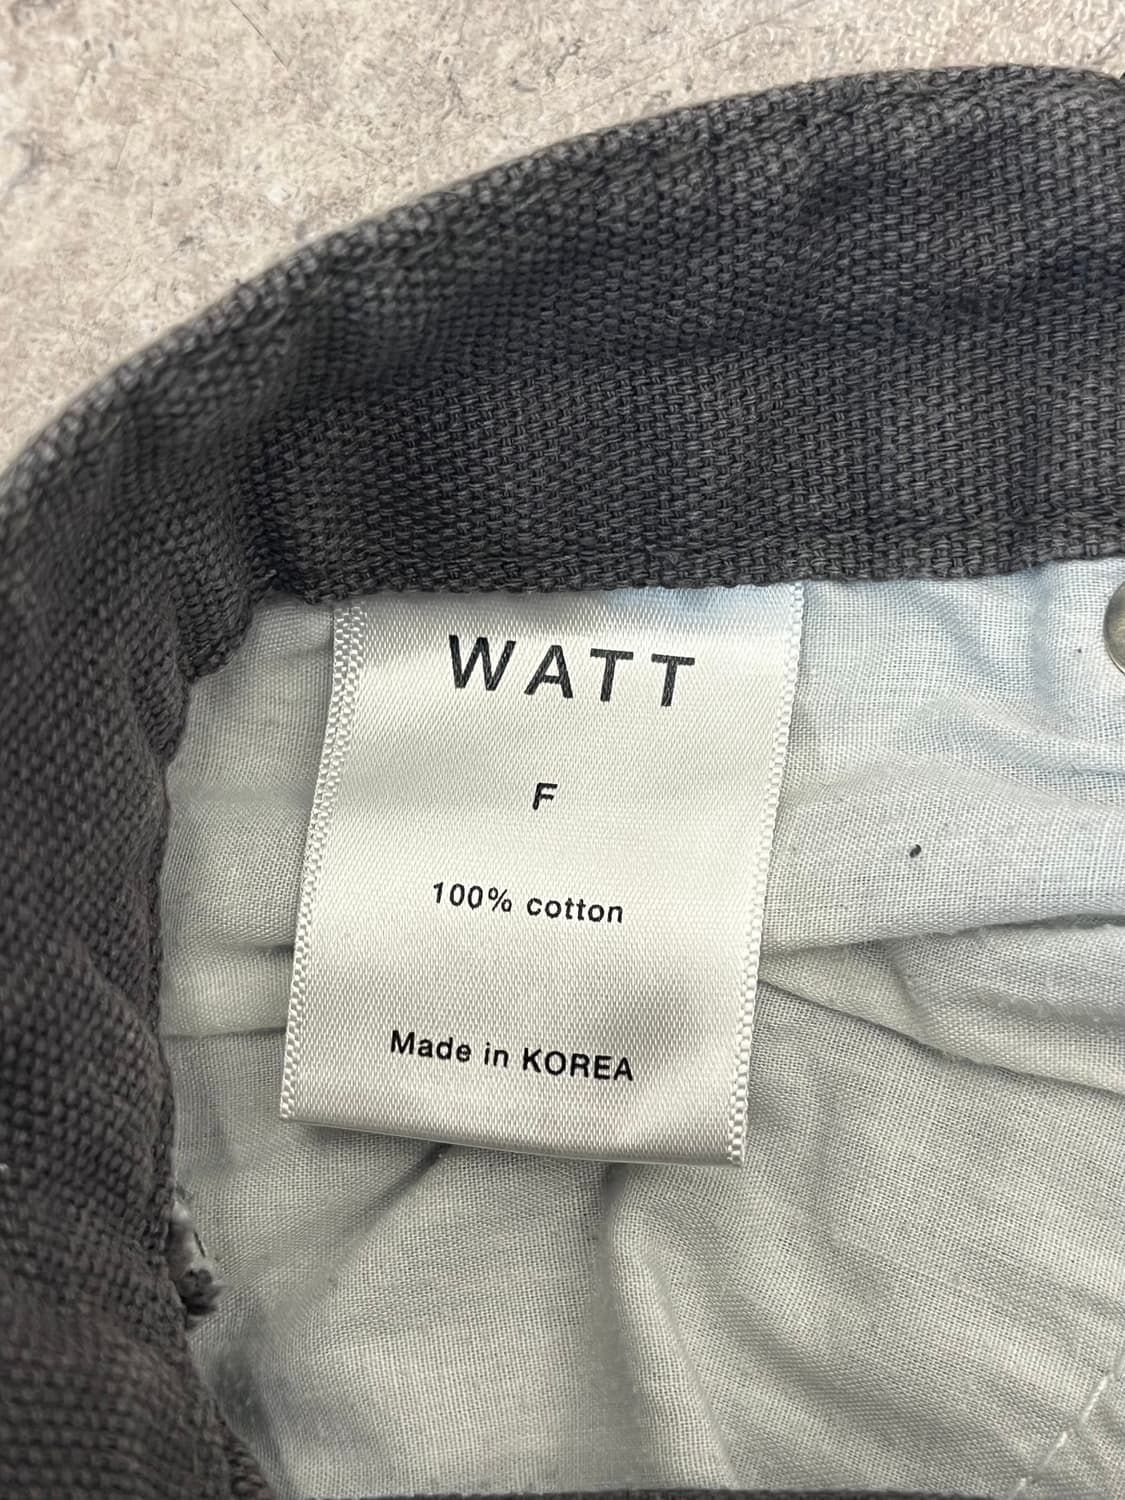 WATT
F
100% cotton
Made in KOREA